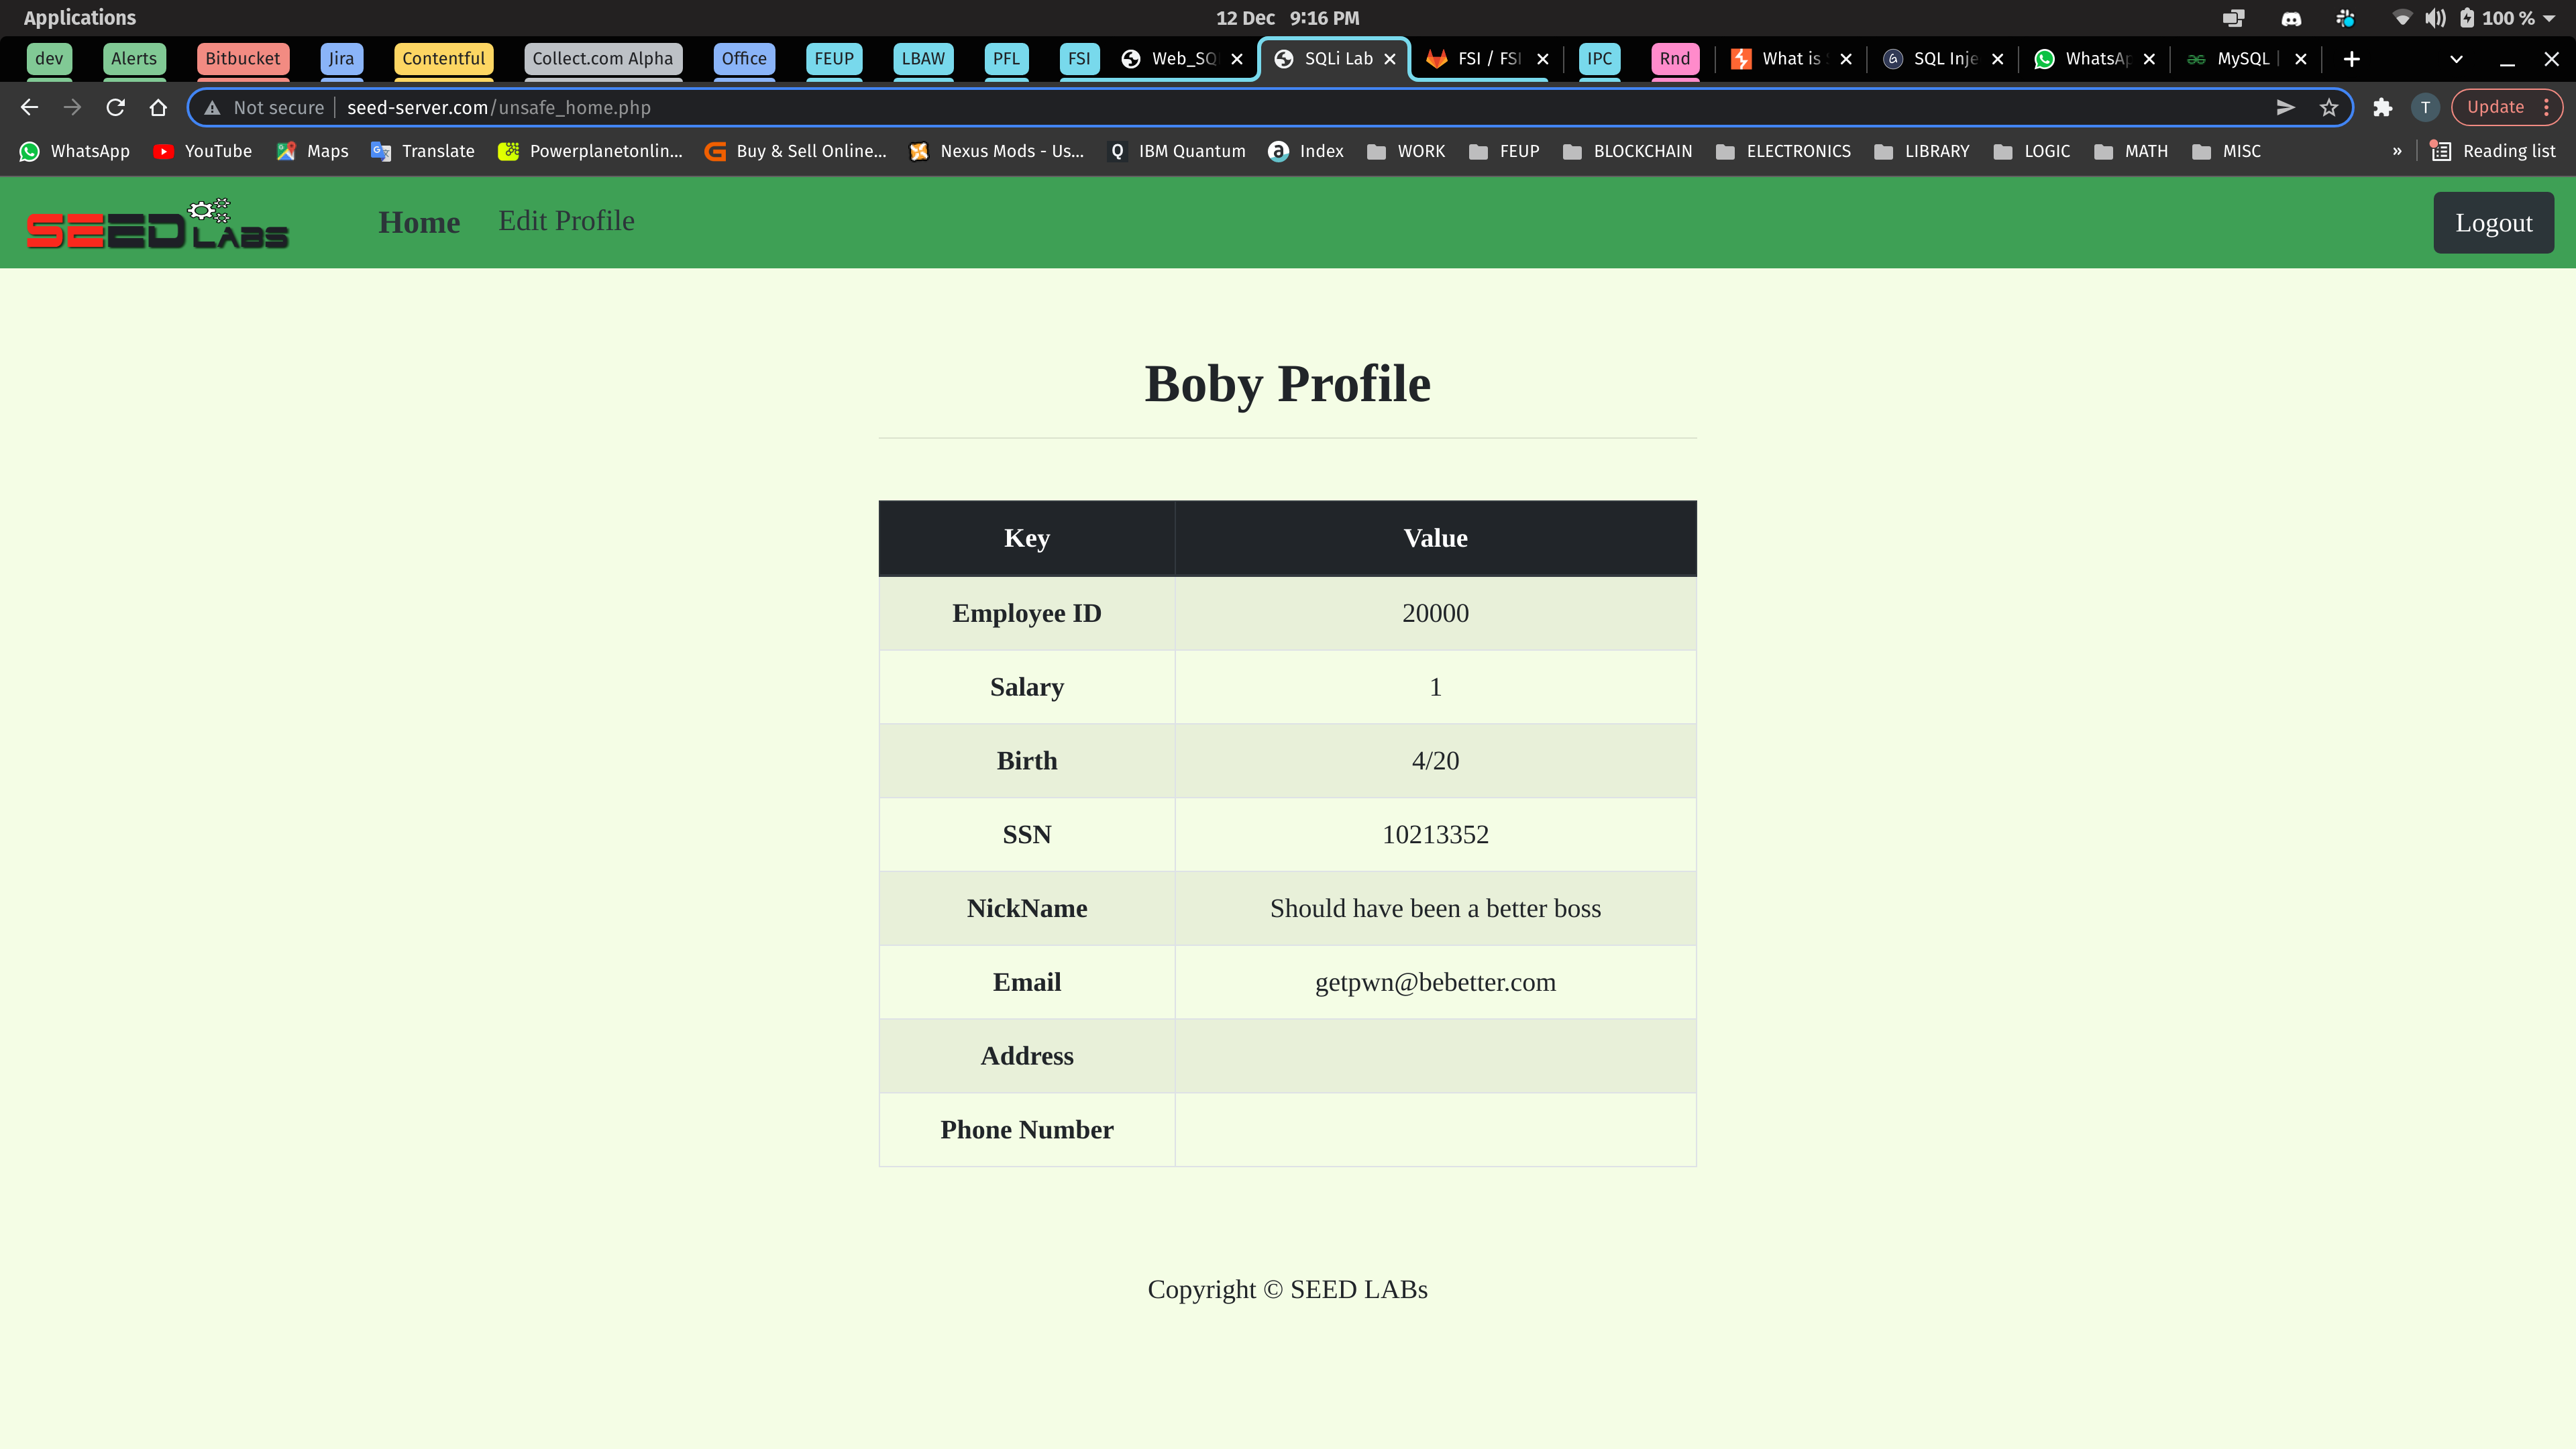 Applications 12 Dec 9:16 PM 100 %
dev Alerts Bitbucket Jira Contentful Collect.com Alpha Office FEUP LBAW PFL FSI Web_SQ SQLi Lab FSI / FSI IPC Rnd What is SQL Inje WhatsAp MySQL
Not secure seed-server.com/unsafe_home.php T Update
WhatsApp YouTube Maps Translate Powerplanetonlin... Buy & Sell Online... Nexus Mods - Us... IBM Quantum Index WORK FEUP BLOCKCHAIN ELECTRONICS LIBRARY LOGIC MATH MISC » Reading list
SEED LABS Home Edit Profile Logout
Boby Profile
Key Value
Employee ID 20000
Salary 1
Birth 4/20
SSN 10213352
NickName Should have been a better boss
Email getpwn@bebetter.com
Address
Phone Number
Copyright © SEED LABs